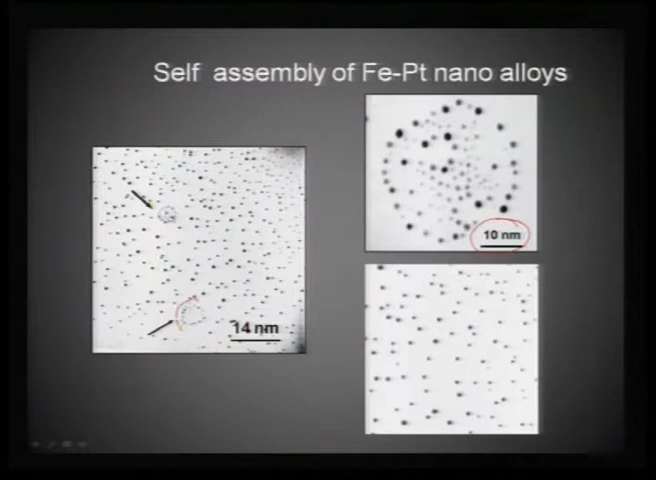 Self assembly of Fe-Pt nano alloys
10 nm
14 nm